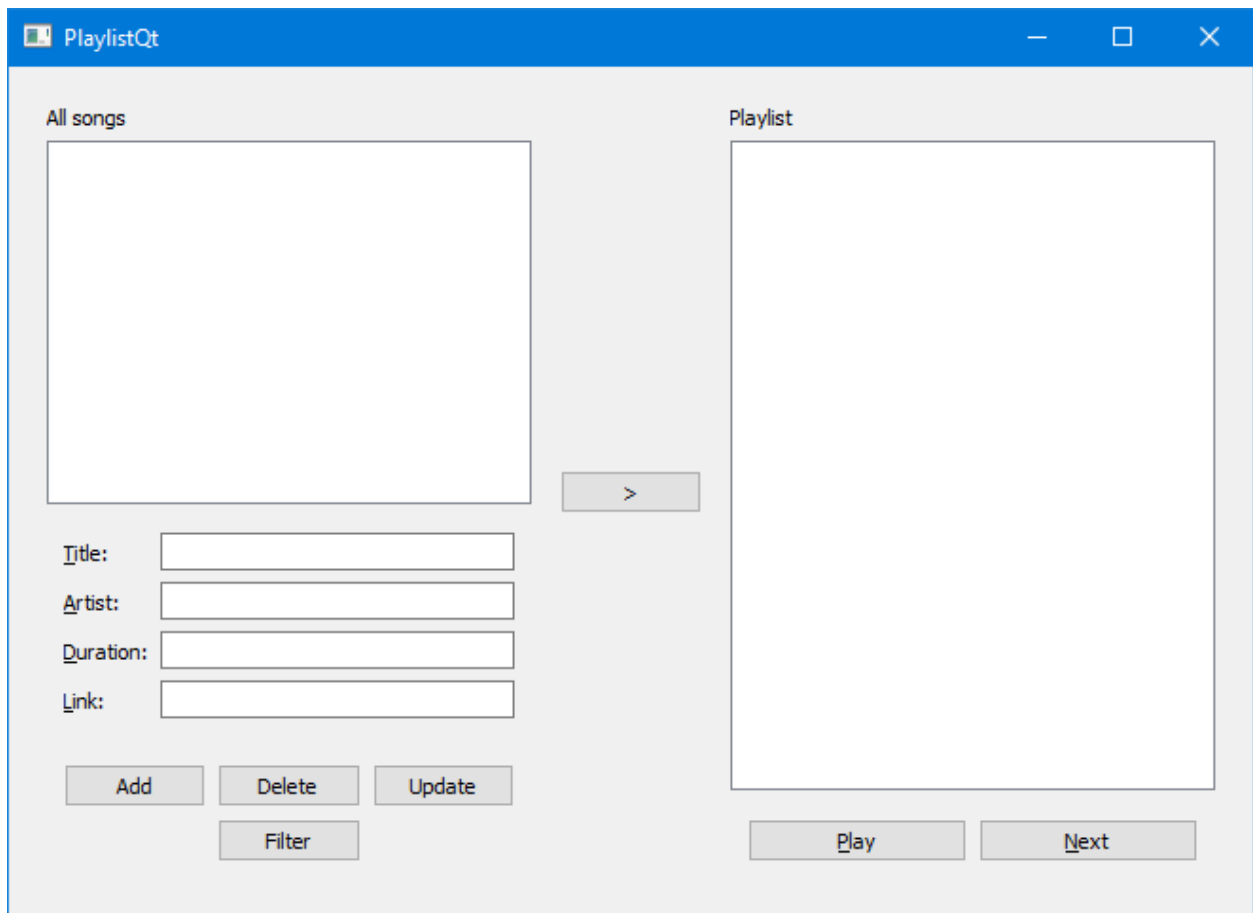 PlaylistQt
All songs
Playlist
>
Title:
Artist:
Duration:
Link:
Add
Delete
Update
Filter
Play
Next